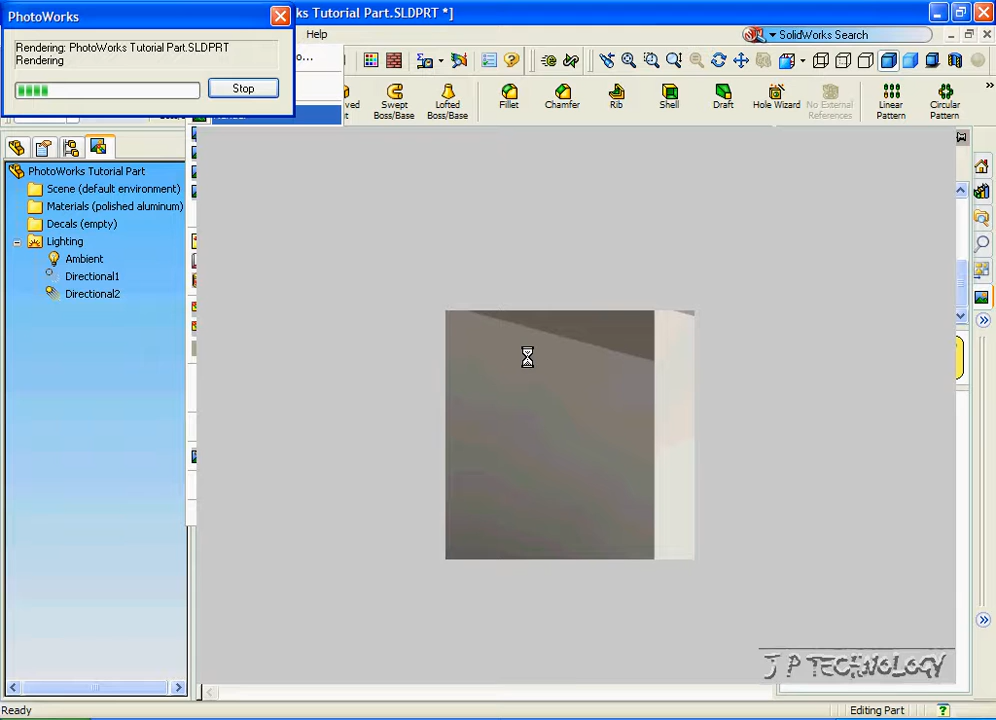 PhotoWorks
ks Tutorial Part.SLDPRT *]
Rendering: PhotoWorks Tutorial Part.SLDPRT
Rendering
Stop
Help
SolidWorks Search
Swept
Boss/Base
Lofted
Boss/Base
Fillet
Chamfer
Rib
Shell
Draft
Hole Wizard
No External
References
Linear
Pattern
Circular
Pattern
PhotoWorks Tutorial Part
Scene (default environment)
Materials (polished aluminum)
Decals (empty)
Lighting
Ambient
Directional1
Directional2
J P TECHNOLOGY
Ready
Editing Part